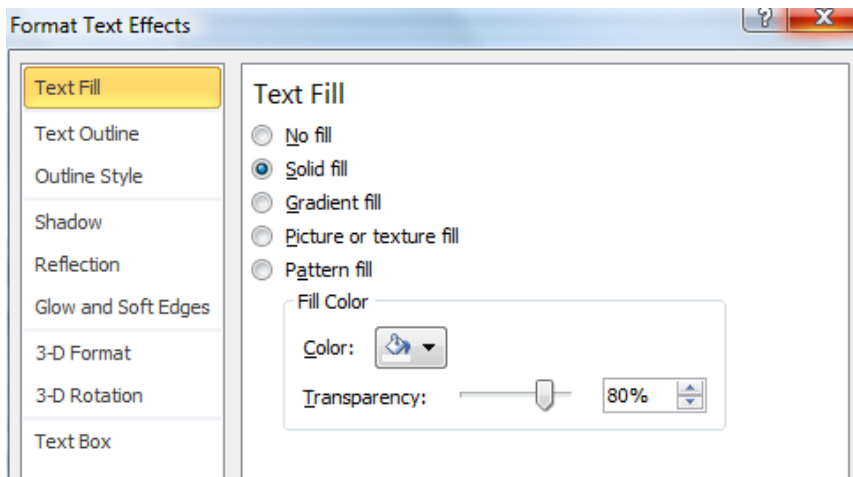 Format Text Effects
?
X
Text Fill
Text Outline
Outline Style
Shadow
Reflection
Glow and Soft Edges
3-D Format
3-D Rotation
Text Box
Text Fill
No fill
Solid fill
Gradient fill
Picture or texture fill
Pattern fill
Fill Color
Color:
Transparency: 80%